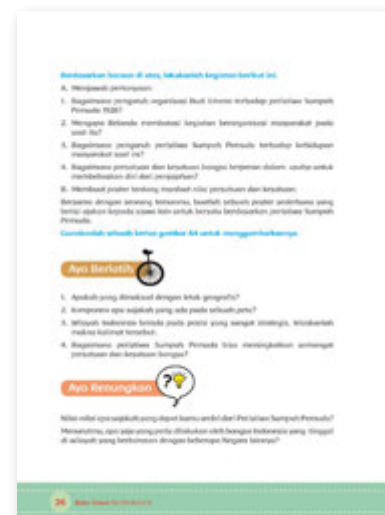 Berdasarkan bacaan di atas, lakukanlah kegiatan berikut ini.
A. Menjawab pertanyaan:
1. Bagaimana pengaruh organisasi Budi Utomo terhadap peristiwa Sumpah
Pemuda 1928?
2. Mengapa Belanda membatasi kegiatan berorganisasi masyarakat pada
saat itu?
3. Bagaimana pengaruh peristiwa Sumpah Pemuda terhadap kehidupan
masyarakat saat ini?
4. Bagaimana persatuan dan kesatuan bangsa berperan dalam usaha untuk
membebaskan diri dari penjajahan?
B. Membuat poster tentang manfaat nilai persatuan dan kesatuan:
Bersama dengan seorang temanmu, buatlah sebuah poster sederhana yang
berisi ajakan kepada siswa lain untuk bersatu berdasarkan peristiwa Sumpah
Pemuda.
Gunakanlah sebuah kertas gambar A4 untuk menggambarkannya.
Ayo Berlatih
1. Apakah yang dimaksud dengan letak geografis?
2. Komponen apa sajakah yang ada pada sebuah peta?
3. Wilayah Indonesia berada pada posisi yang sangat strategis. Jelaskanlah
makna kalimat tersebut.
4. Bagaimana peristiwa Sumpah Pemuda bisa meningkatkan semangat
persatuan dan kesatuan bangsa?
Ayo Renungkan
Nilai-nilai apa sajakah yang dapat kamu ambil dari Peristiwa Sumpah Pemuda?
Menurutmu, apa saja yang perlu dilakukan oleh bangsa Indonesia yang tinggal
di wilayah yang berbatasan dengan beberapa Negara lainnya?
26 Buku Siswa